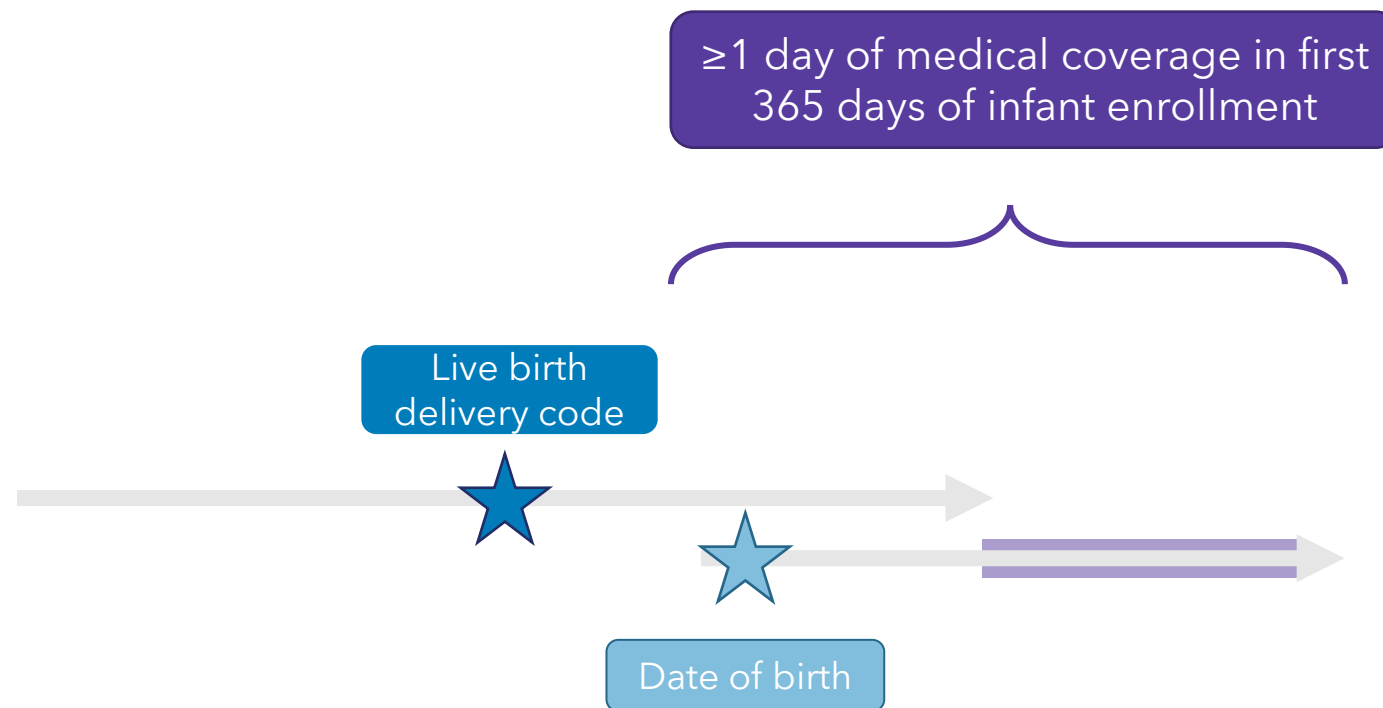 ≥1 day of medical coverage in first
365 days of infant enrollment
Live birth
delivery code
Date of birth